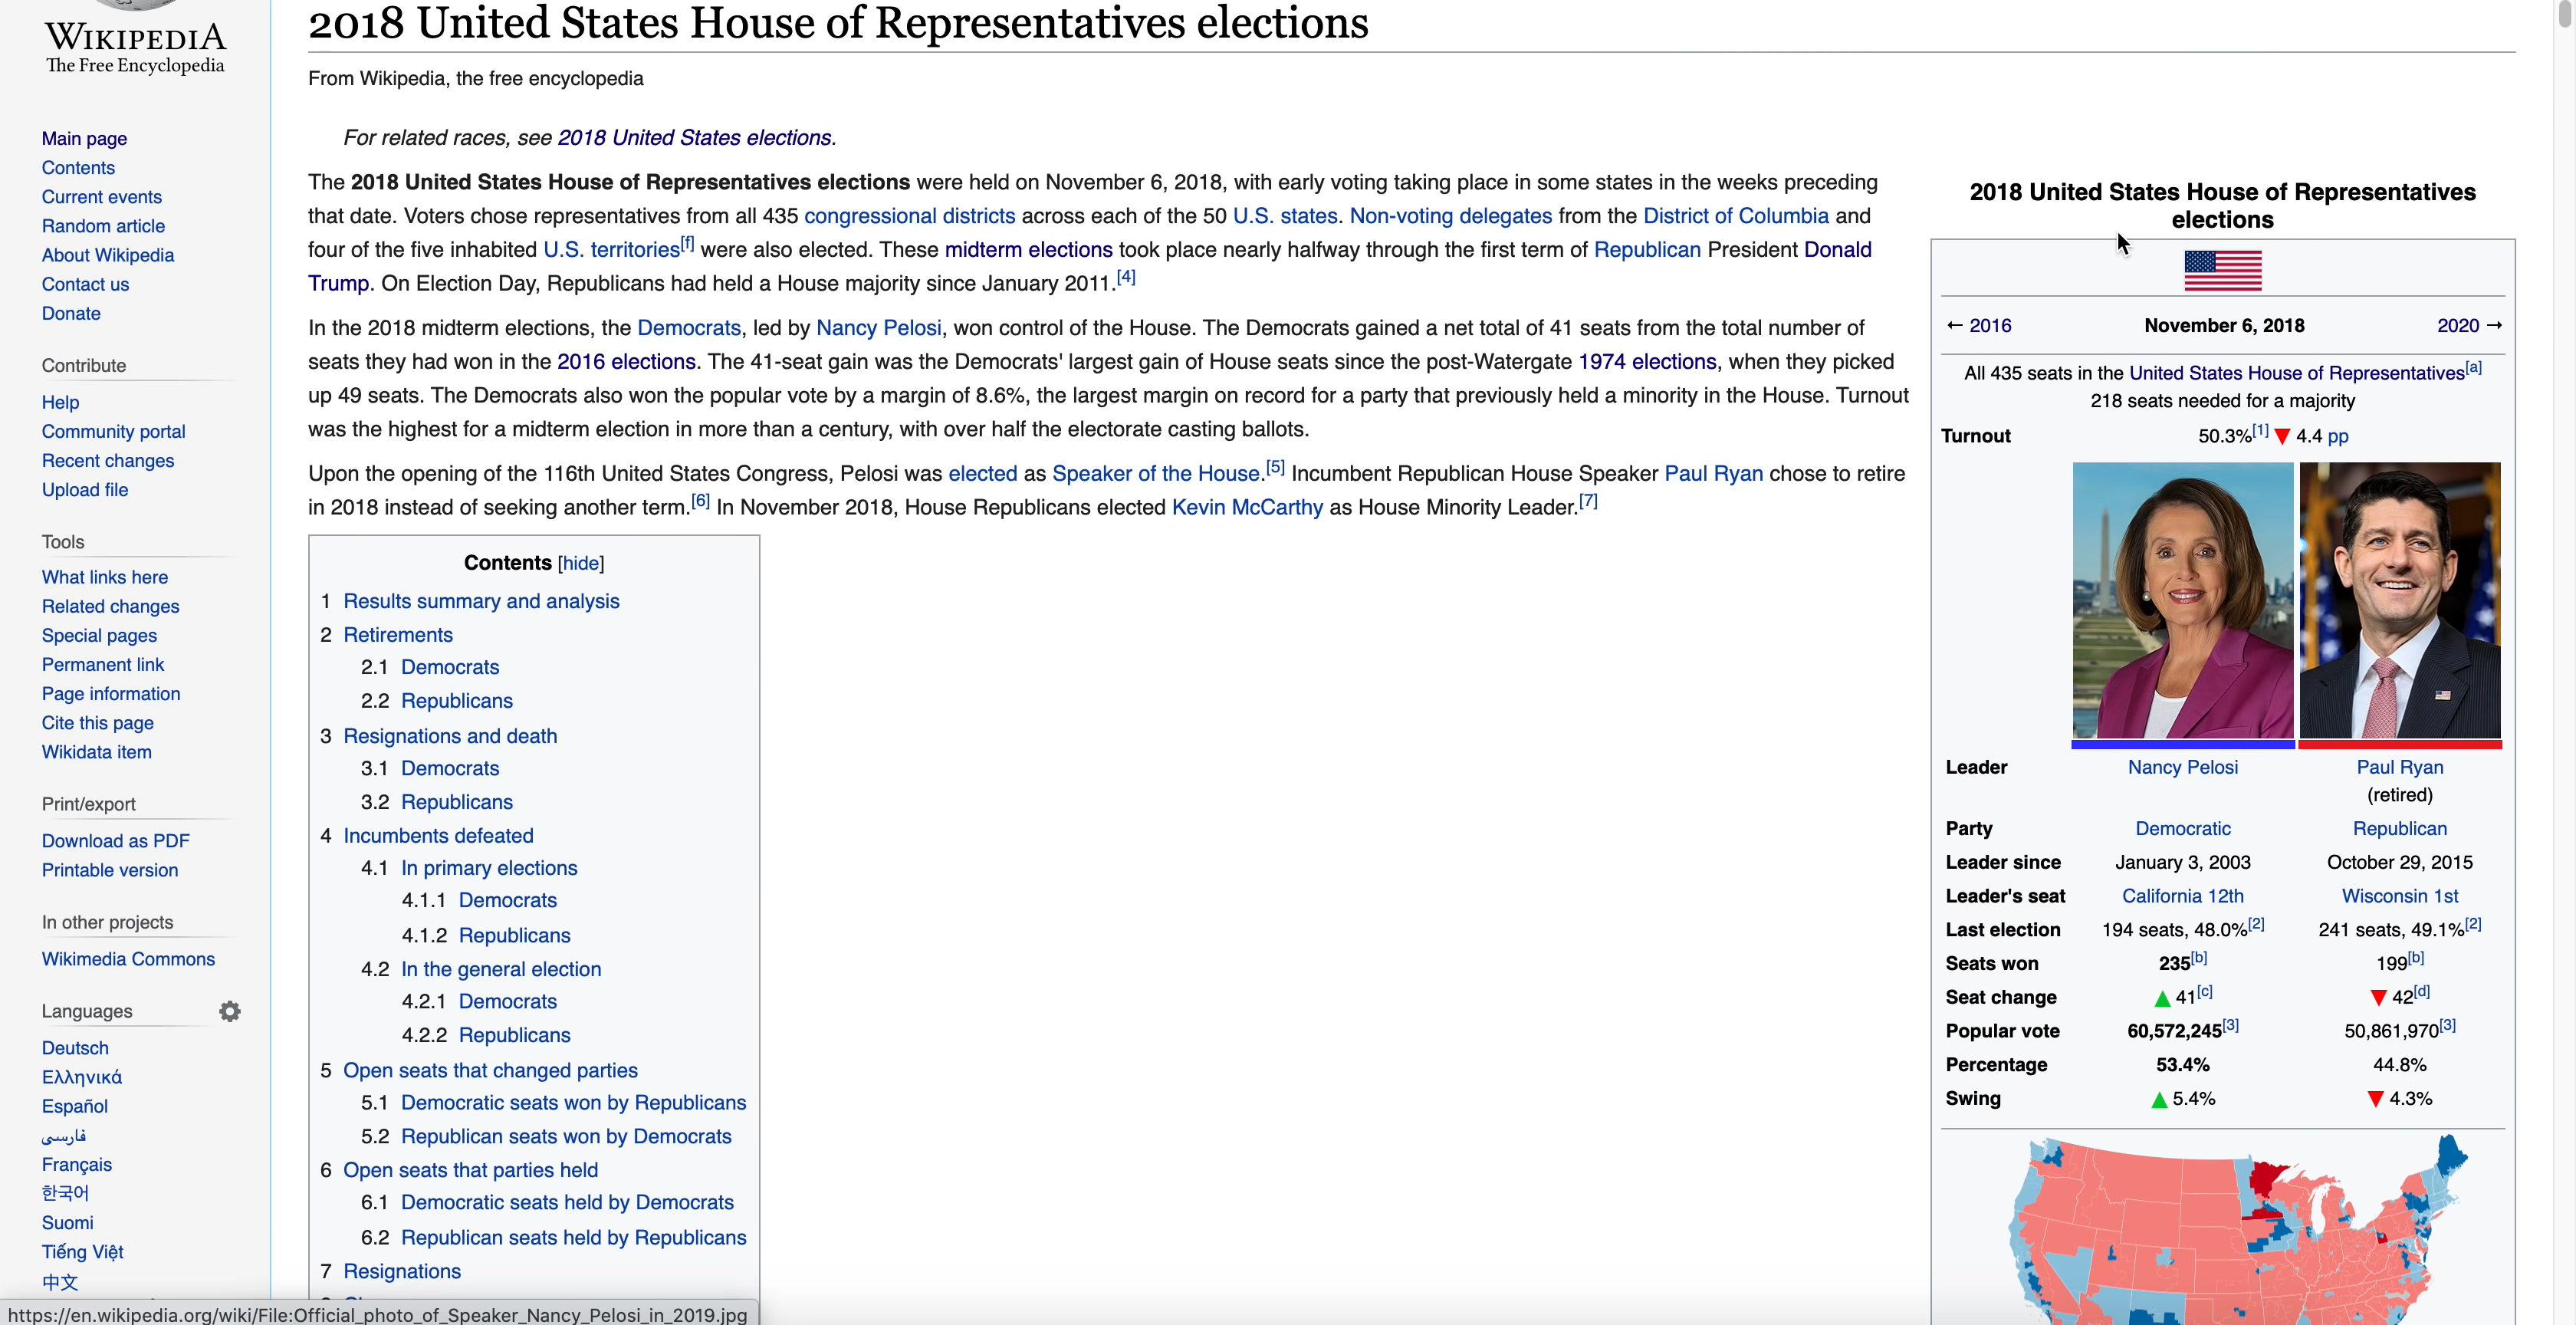 WIKIPEDIA
The Free Encyclopedia
Main page
Contents
Current events
Random article
About Wikipedia
Contact us
Donate
Contribute
Help
Community portal
Recent changes
Upload file
Tools
What links here
Related changes
Special pages
Permanent link
Page information
Cite this page
Wikidata item
Print/export
Download as PDF
Printable version
In other projects
Wikimedia Commons
Languages
Deutsch
Ελληνικά
Español
فارسی
Français
한국어
Suomi
Tiếng Việt
中文
2018 United States House of Representatives elections
From Wikipedia, the free encyclopedia
For related races, see 2018 United States elections.
The 2018 United States House of Representatives elections were held on November 6, 2018, with early voting taking place in some states in the weeks preceding
that date. Voters chose representatives from all 435 congressional districts across each of the 50 U.S. states. Non-voting delegates from the District of Columbia and
four of the five inhabited U.S. territories[f] were also elected. These midterm elections took place nearly halfway through the first term of Republican President Donald
Trump. On Election Day, Republicans had held a House majority since January 2011.[4]
In the 2018 midterm elections, the Democrats, led by Nancy Pelosi, won control of the House. The Democrats gained a net total of 41 seats from the total number of
seats they had won in the 2016 elections. The 41-seat gain was the Democrats' largest gain of House seats since the post-Watergate 1974 elections, when they picked
up 49 seats. The Democrats also won the popular vote by a margin of 8.6%, the largest margin on record for a party that previously held a minority in the House. Turnout
was the highest for a midterm election in more than a century, with over half the electorate casting ballots.
Upon the opening of the 116th United States Congress, Pelosi was elected as Speaker of the House.[5] Incumbent Republican House Speaker Paul Ryan chose to retire
in 2018 instead of seeking another term.[6] In November 2018, House Republicans elected Kevin McCarthy as House Minority Leader.[7]
Contents [hide]
1 Results summary and analysis
2 Retirements
2.1 Democrats
2.2 Republicans
3 Resignations and death
3.1 Democrats
3.2 Republicans
4 Incumbents defeated
4.1 In primary elections
4.1.1 Democrats
4.1.2 Republicans
4.2 In the general election
4.2.1 Democrats
4.2.2 Republicans
5 Open seats that changed parties
5.1 Democratic seats won by Republicans
5.2 Republican seats won by Democrats
6 Open seats that parties held
6.1 Democratic seats held by Democrats
6.2 Republican seats held by Republicans
7 Resignations
2018 United States House of Representatives
elections
← 2016 November 6, 2018 2020 →
All 435 seats in the United States House of Representatives[a]
218 seats needed for a majority
Turnout 50.3%[1] ▼ 4.4 pp
Leader Nancy Pelosi Paul Ryan
(retired)
Party Democratic Republican
Leader since January 3, 2003 October 29, 2015
Leader's seat California 12th Wisconsin 1st
Last election 194 seats, 48.0%[2] 241 seats, 49.1%[2]
Seats won 235[b] 199[b]
Seat change ▲ 41[c] ▼ 42[d]
Popular vote 60,572,245[3] 50,861,970[3]
Percentage 53.4% 44.8%
Swing ▲ 5.4% ▼ 4.3%
https://en.wikipedia.org/wiki/File:Official_photo_of_Speaker_Nancy_Pelosi_in_2019.jpg